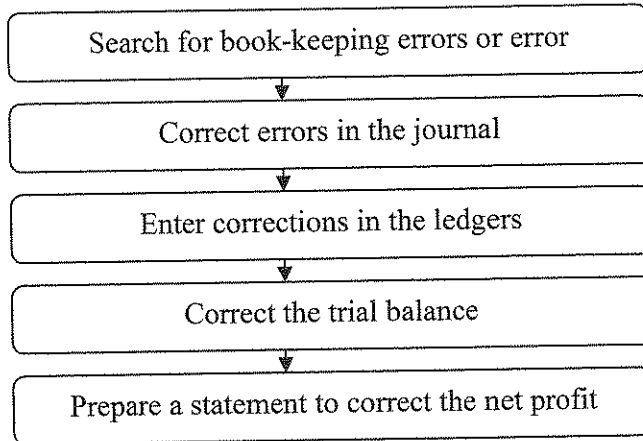 Search for book-keeping errors or error
Correct errors in the journal
Enter corrections in the ledgers
Correct the trial balance
Prepare a statement to correct the net profit